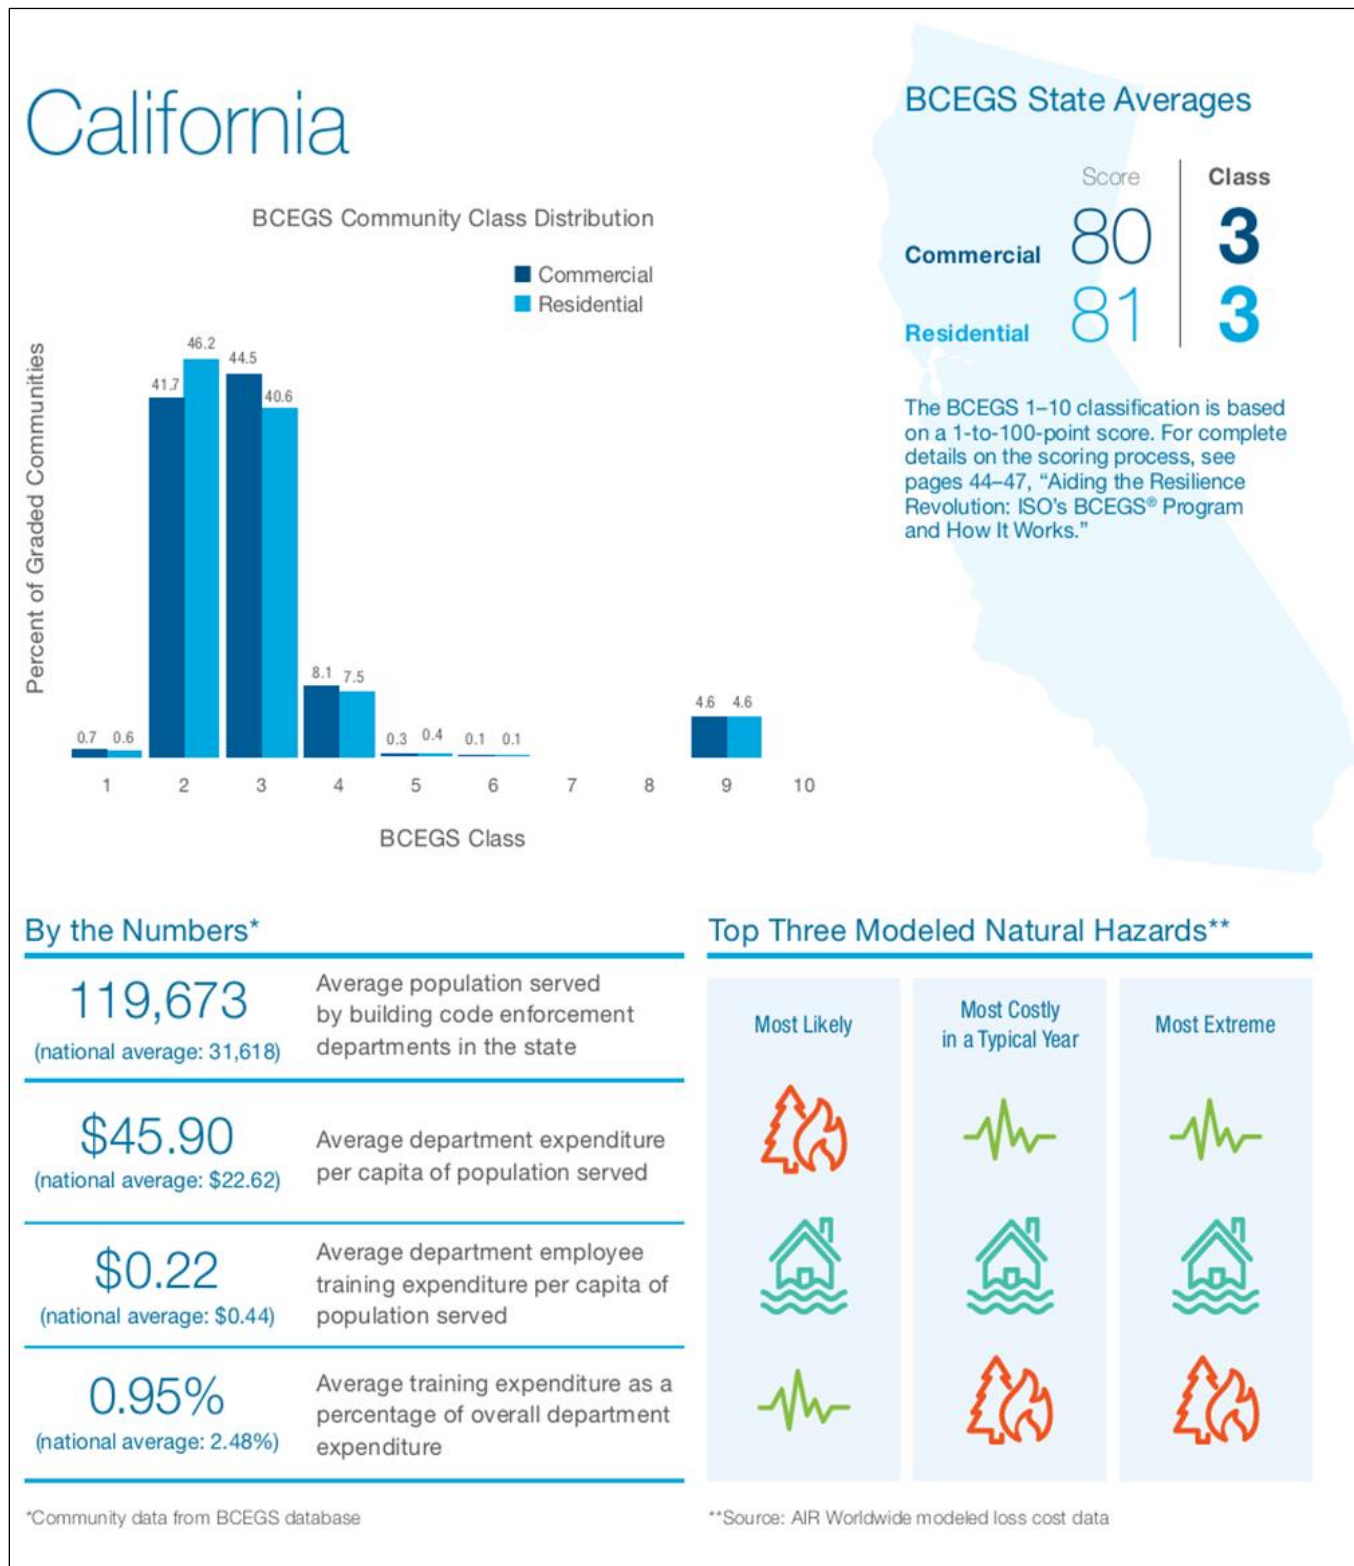 California
BCEGS Community Class Distribution
Commercial
Residential
Percent of Graded Communities
0.7 0.6
41.7 46.2
44.5 40.6
8.1 7.5
0.3 0.4
0.1 0.1
4.6 4.6
1 2 3 4 5 6 7 8 9 10
BCEGS Class
BCEGS State Averages
Score Class
Commercial 80 3
Residential 81 3
The BCEGS 1–10 classification is based
on a 1-to-100-point score. For complete
details on the scoring process, see
pages 44–47, “Aiding the Resilience
Revolution: ISO’s BCEGS® Program
and How It Works.”
By the Numbers*
119,673
(national average: 31,618)
Average population served
by building code enforcement
departments in the state
$45.90
(national average: $22.62)
Average department expenditure
per capita of population served
$0.22
(national average: $0.44)
Average department employee
training expenditure per capita of
population served
0.95%
(national average: 2.48%)
Average training expenditure as a
percentage of overall department
expenditure
*Community data from BCEGS database
Top Three Modeled Natural Hazards**
Most Likely
Most Costly
in a Typical Year
Most Extreme
**Source: AIR Worldwide modeled loss cost data